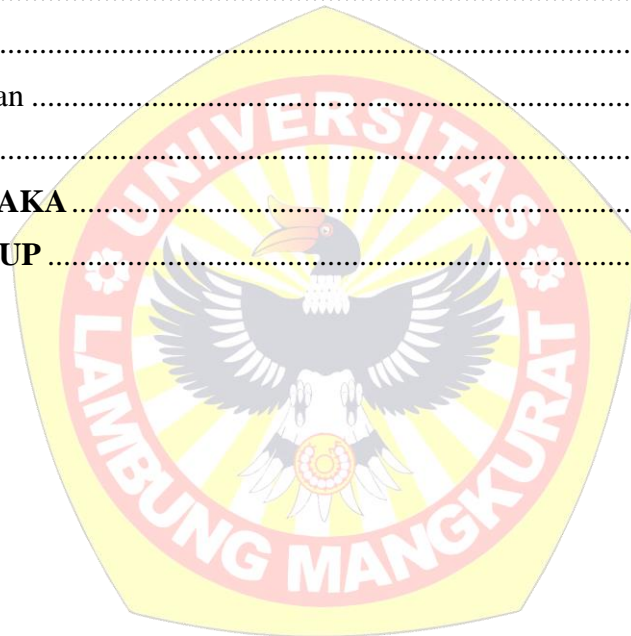 ................................................................................
................................................................................
an ...........................................................................
................................................................................
AKA ......................................................................
UP .........................................................................
UNIVERSITAS
LAMBUNG MANGKURAT